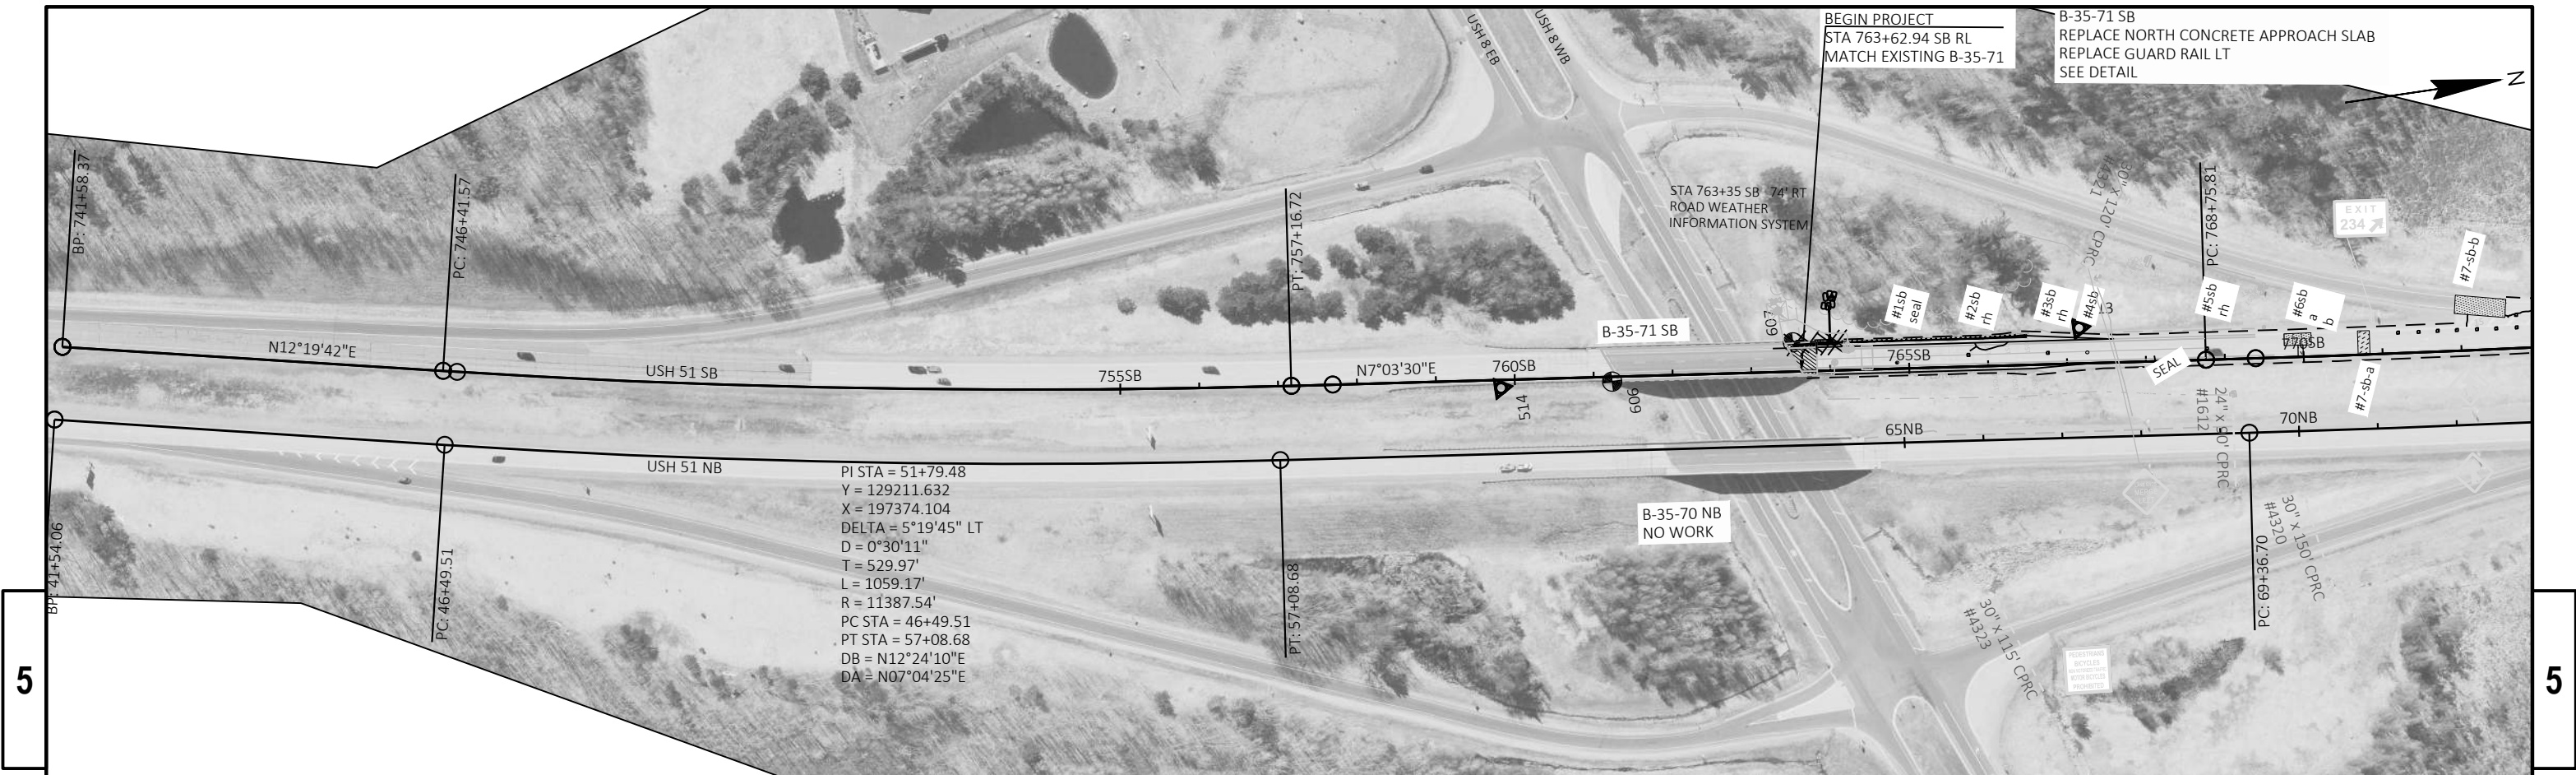 BEGIN PROJECT
STA 763+62.94 SB RL
MATCH EXISTING B-35-71
B-35-71 SB
REPLACE NORTH CONCRETE APPROACH SLAB
REPLACE GUARD RAIL LT
SEE DETAIL
N
USH 8 EB
USH 8 WB
BP: 741+58.37
PC: 746+41.57
PT: 757+16.72
STA 763+35 SB 74' RT
ROAD WEATHER
INFORMATION SYSTEM
30" X 120' CPRC
PC: 768+75.81
EXIT
234
#7-sb-b
#1sb
seal
#2sb
rh
#3sb
rh
#4sb
#5sb
rh
#6sb
a
b
607
B-35-71 SB
N12°19'42"E
USH 51 SB
755SB
N7°03'30"E
760SB
765SB
770SB
SEAL
#7-sb-a
514
606
24" x 90' CPRC
#1612
65NB
70NB
USH 51 NB
PI STA = 51+79.48
Y = 129211.632
X = 197374.104
DELTA = 5°19'45" LT
D = 0°30'11"
T = 529.97'
L = 1059.17'
R = 11387.54'
PC STA = 46+49.51
PT STA = 57+08.68
DB = N12°24'10"E
DA = N07°04'25"E
B-35-70 NB
NO WORK
BP: 41+54.06
PC: 46+49.51
PT: 57+08.68
PC: 69+36.70
30" x 150' CPRC
#4320
30" x 115' CPRC
#4323
PEDESTRIANS
BICYCLES
PROHIBITED
5
5